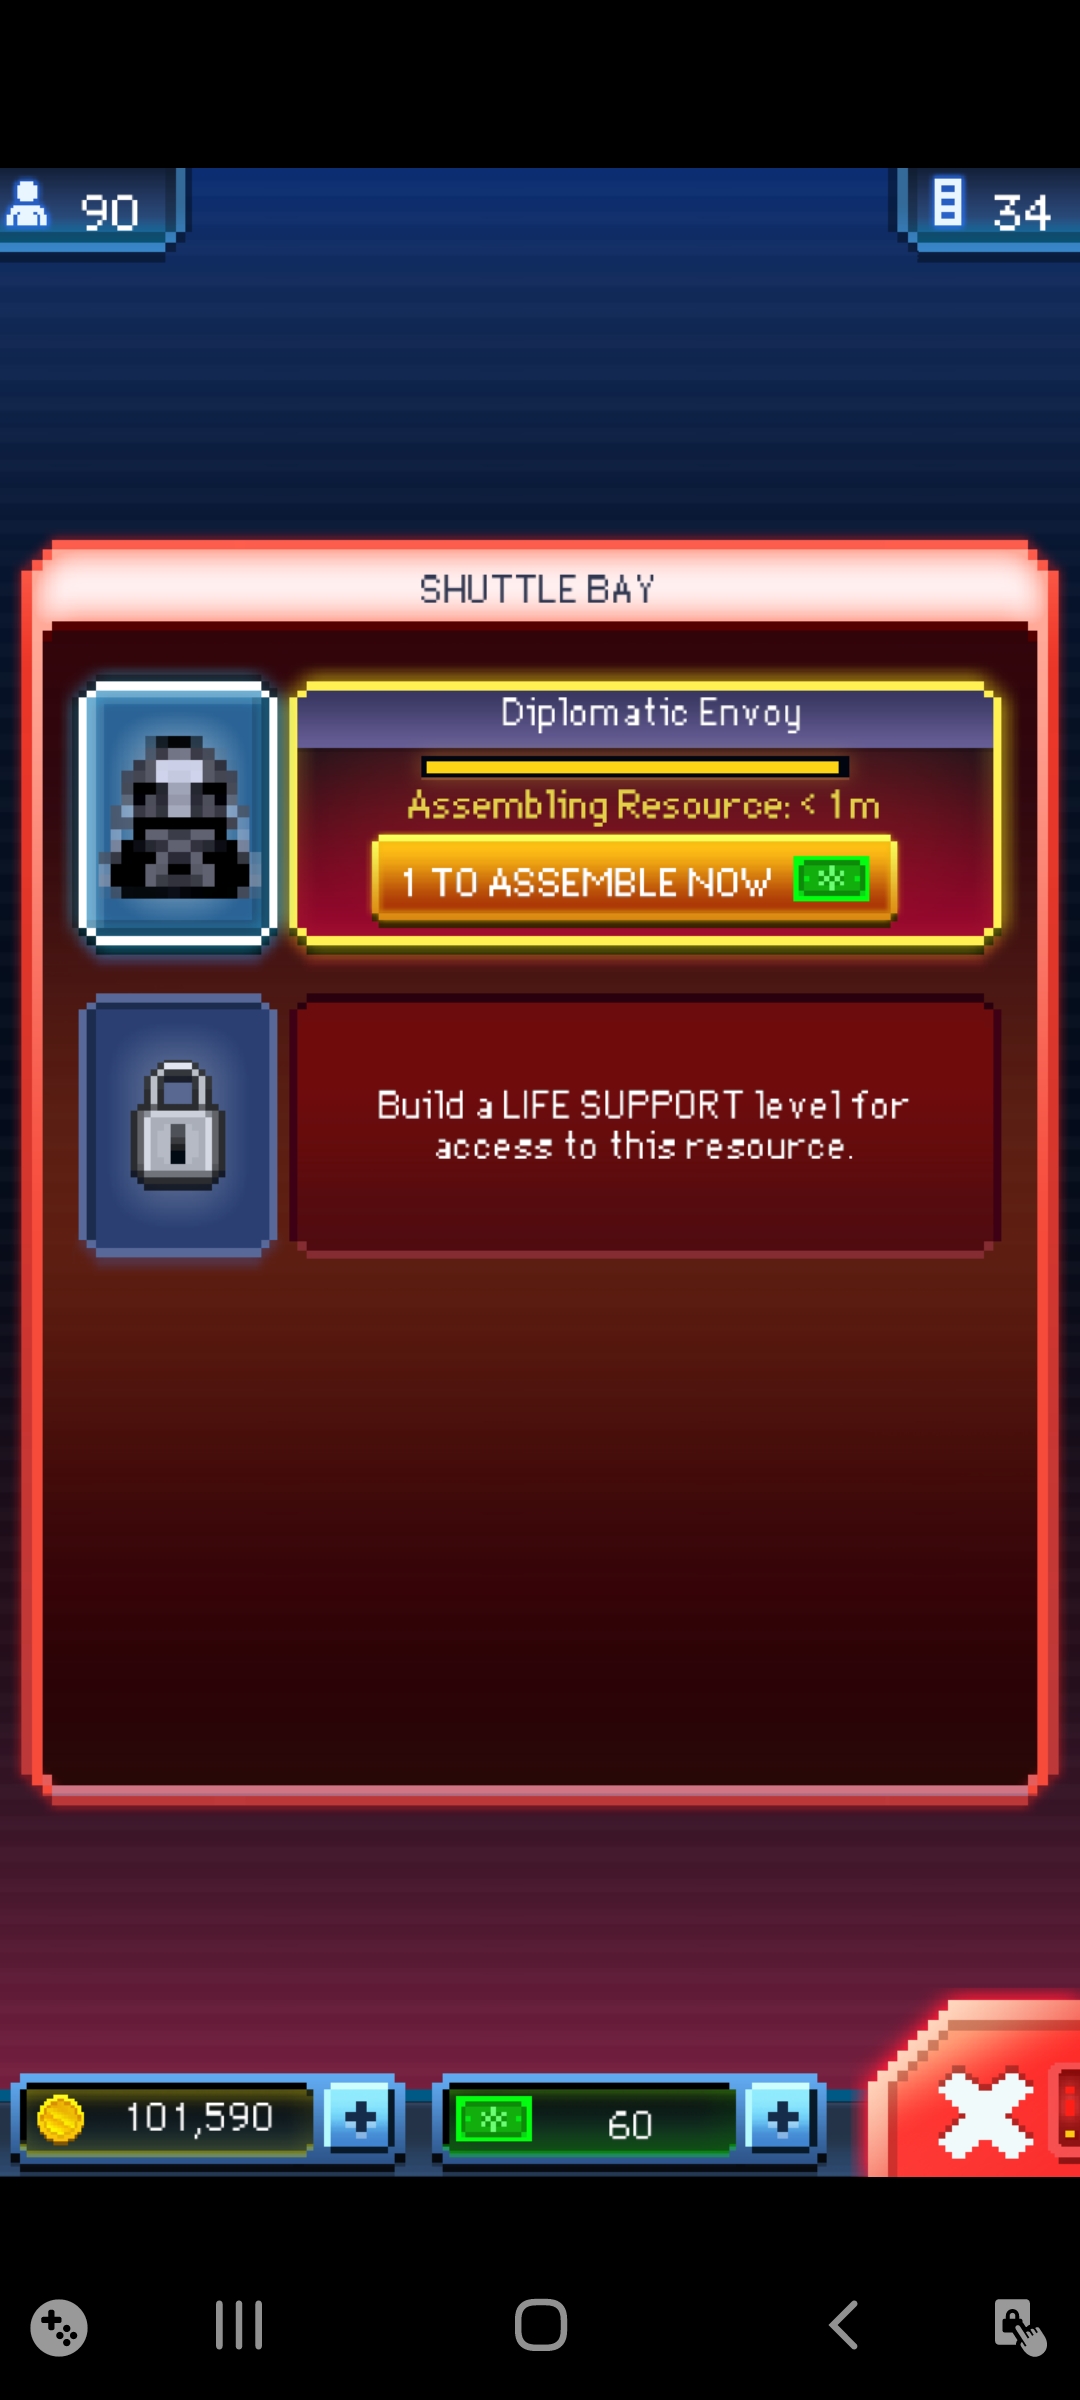 90
34
SHUTTLE BAY
Diplomatic Envoy
Assembling Resource: < 1m
1 TO ASSEMBLE NOW
Build a LIFE SUPPORT level for
access to this resource.
101,590
60